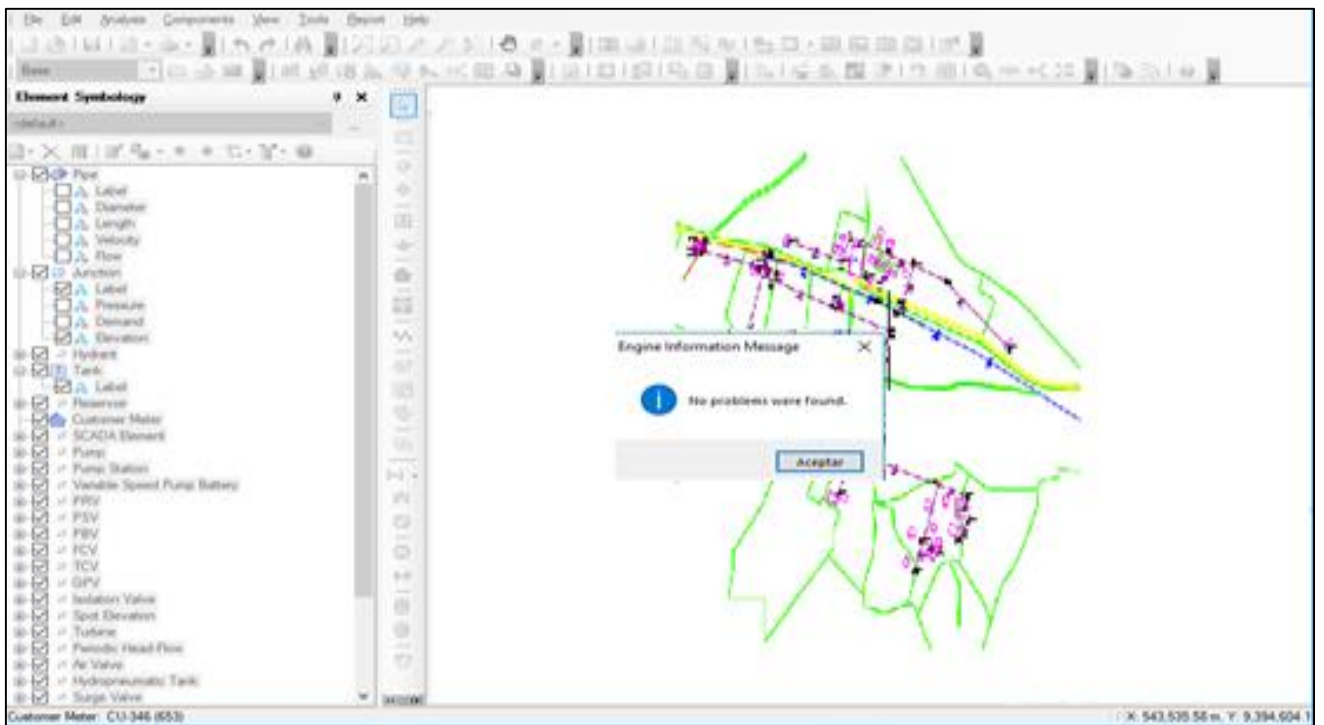 File Edit Analysis Components View Tools Report Help
Base
Element Symbology
<default>
Pipe
Label
Diameter
Length
Velocity
Flow
Junction
Label
Pressure
Demand
Elevation
Hydrant
Tank
Label
Reservoir
Customer Meter
SCADA Element
Pump
Pump Station
Variable Speed Pump Battery
PRV
PSV
PBV
FCV
TCV
GPV
Isolation Valve
Spot Elevation
Turbine
Periodic Head-Flow
Air Valve
Hydropneumatic Tank
Surge Valve
Engine Information Message
No problems were found.
Aceptar
Customer Meter: CU-346 (653)
X: 543,535.58 m, Y: 9,394,604.1